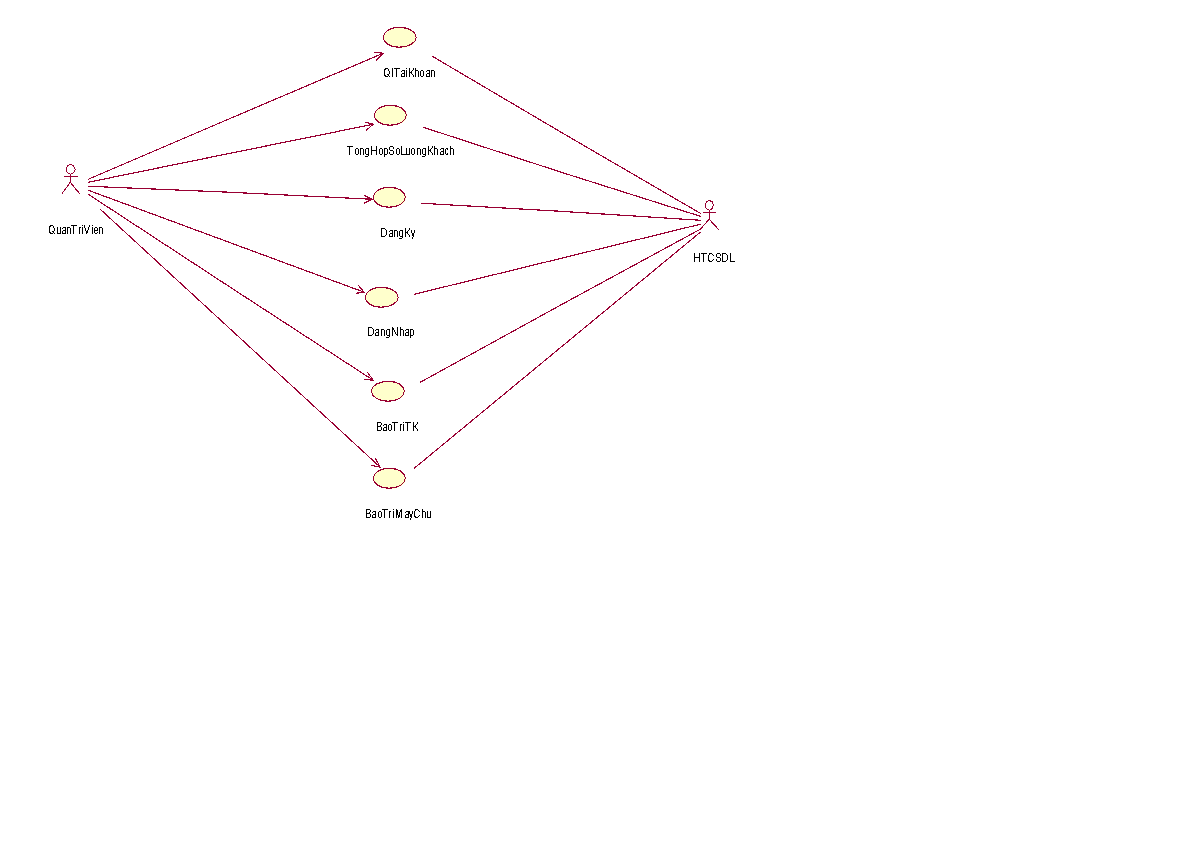 QlTaiKhoan
TongHopSoLuongKhach
QuanTriVien
DangKy
HTCSDL
DangNhap
BaoTriTK
BaoTriMayChu